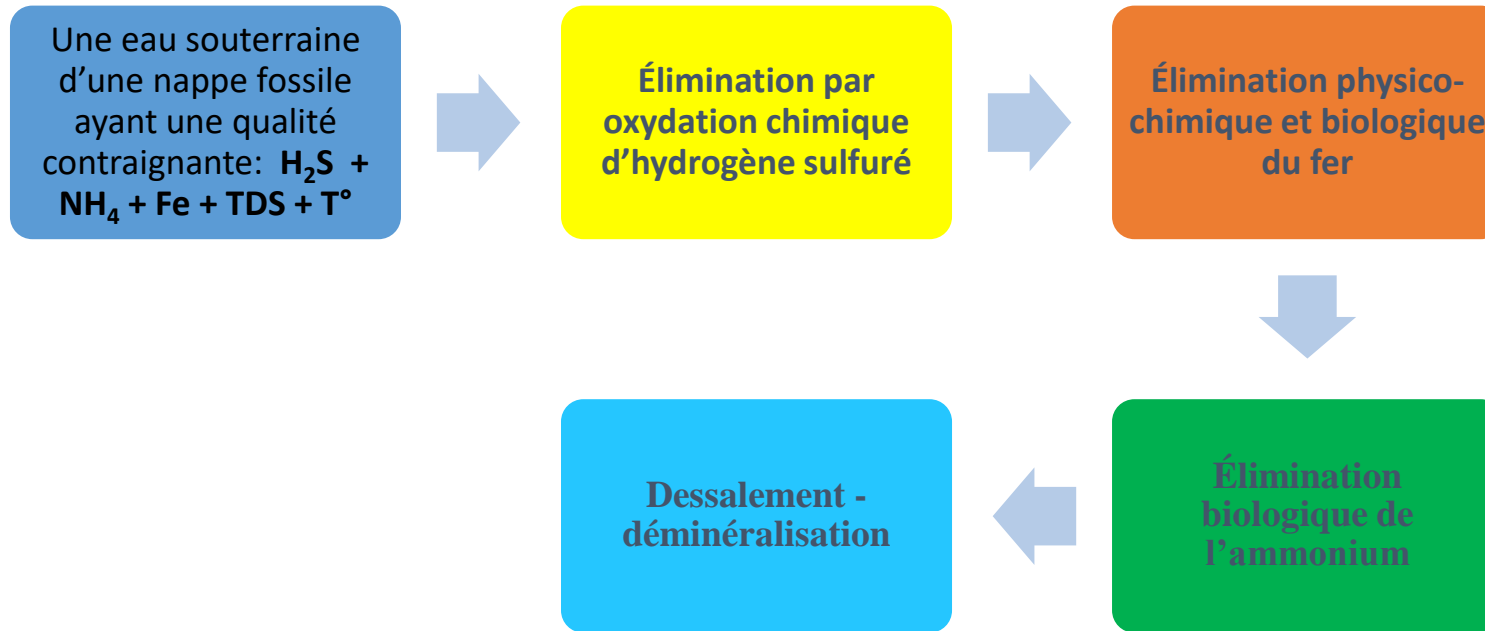 Une eau souterraine
d’une nappe fossile
ayant une qualité
contraignante: H₂S +
NH₄ + Fe + TDS + T°
Élimination par
oxydation chimique
d’hydrogène sulfuré
Élimination physico-
chimique et biologique
du fer
Élimination
biologique de
l’ammonium
Dessalement -
déminéralisation